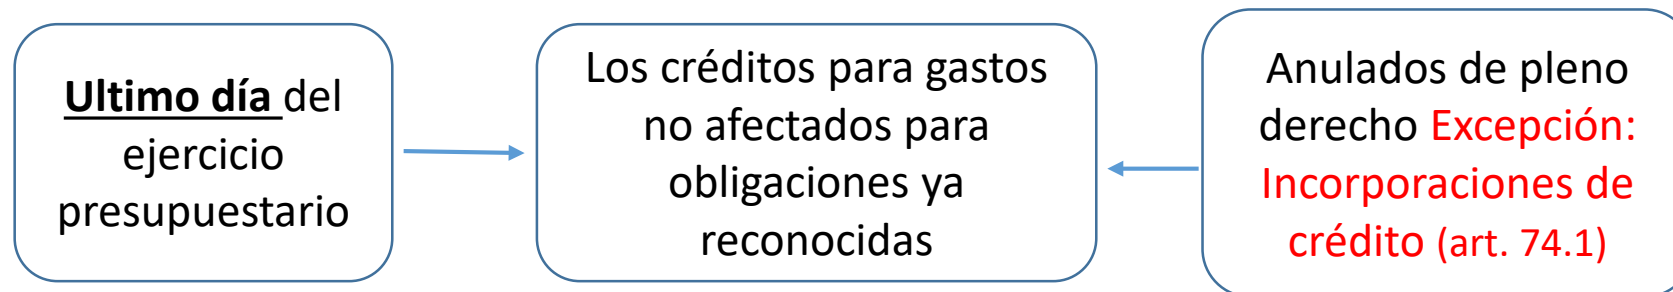 Ultimo día del
ejercicio
presupuestario
Los créditos para gastos
no afectados para
obligaciones ya
reconocidas
Anulados de pleno
derecho Excepción:
Incorporaciones de
crédito (art. 74.1)